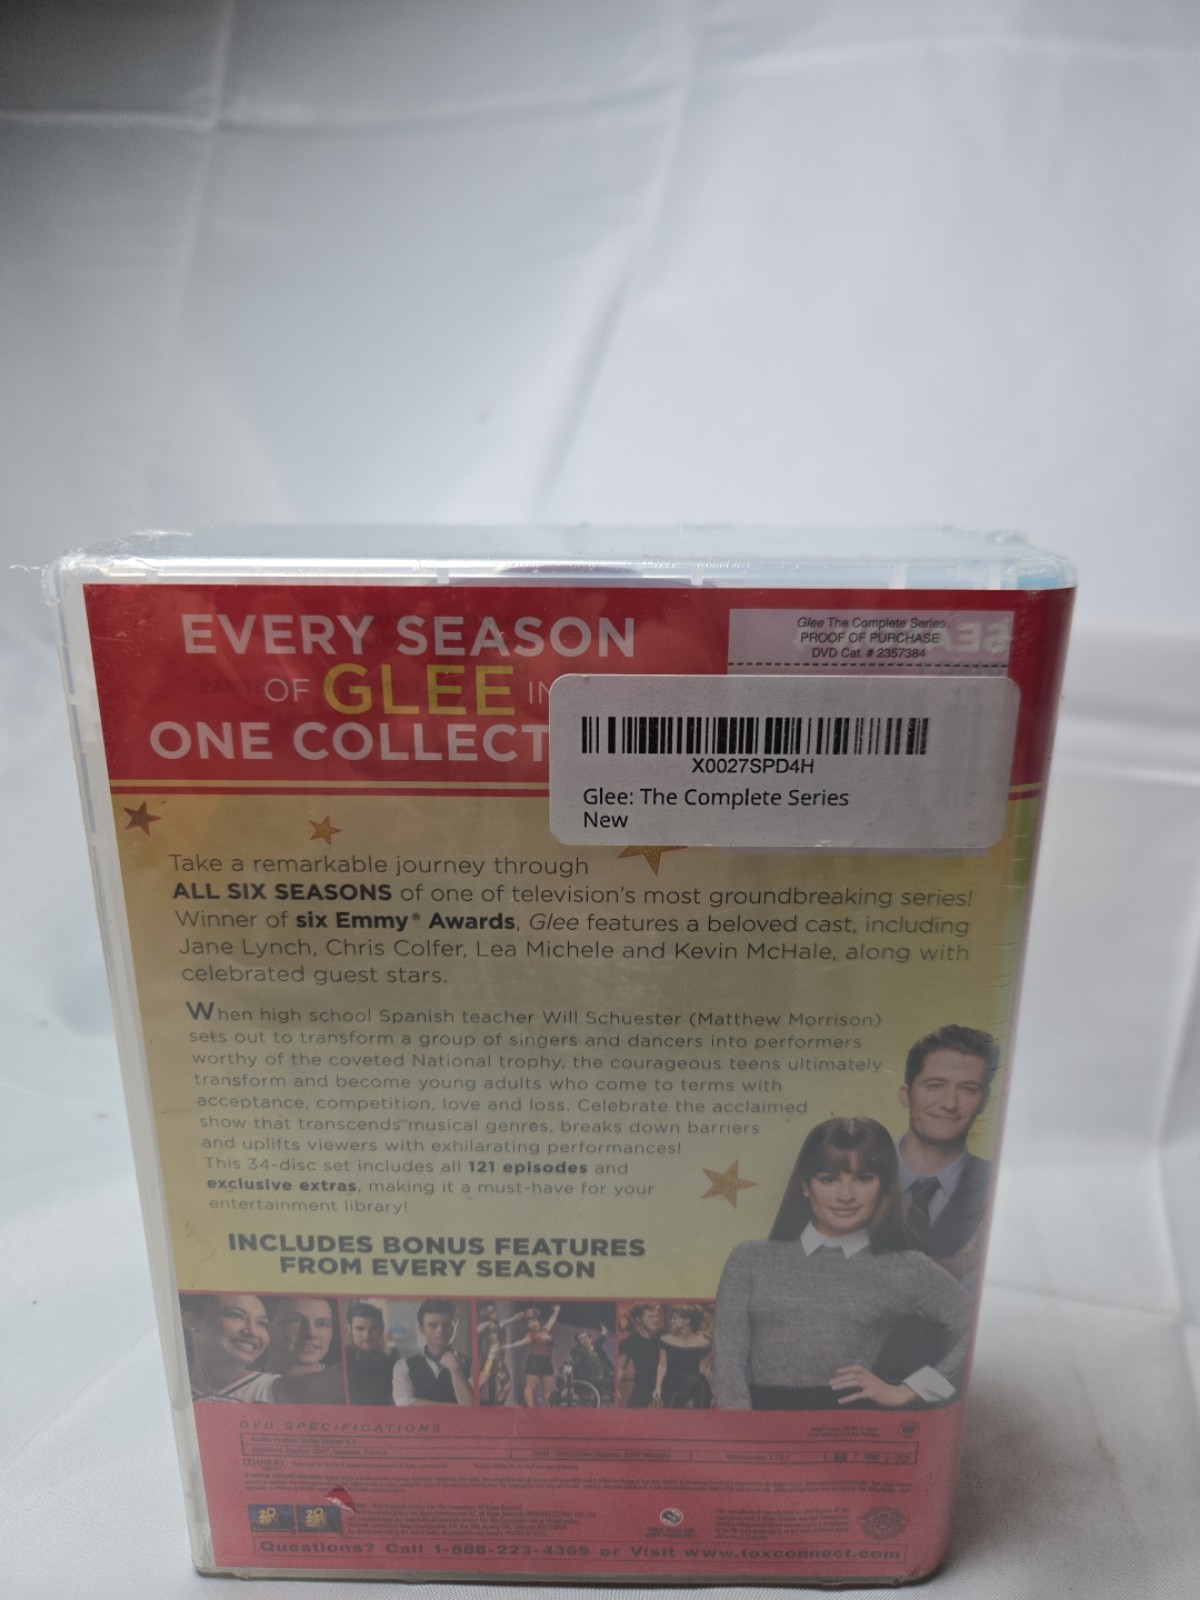 EVERY SEASON
OF GLEE IN
ONE COLLECT
Glee The Complete Series
PROOF OF PURCHASE
DVD Cat. # 2357384
X0027SPD4H
Glee: The Complete Series
New
Take a remarkable journey through
ALL SIX SEASONS of one of television's most groundbreaking series!
Winner of six Emmy® Awards, Glee features a beloved cast, including
Jane Lynch, Chris Colfer, Lea Michele and Kevin McHale, along with
celebrated guest stars.
When high school Spanish teacher Will Schuester (Matthew Morrison)
sets out to transform a group of singers and dancers into performers
worthy of the coveted National trophy, the courageous teens ultimately
transform and become young adults who come to terms with
acceptance, competition, love and loss. Celebrate the acclaimed
show that transcends musical genres, breaks down barriers
and uplifts viewers with exhilarating performances!
This 34-disc set includes all 121 episodes and
exclusive extras, making it a must-have for your
entertainment library!
INCLUDES BONUS FEATURES
FROM EVERY SEASON
DVD SPECIFICATIONS
Questions? Call 1-888-223-4369 or Visit www.foxconnect.com